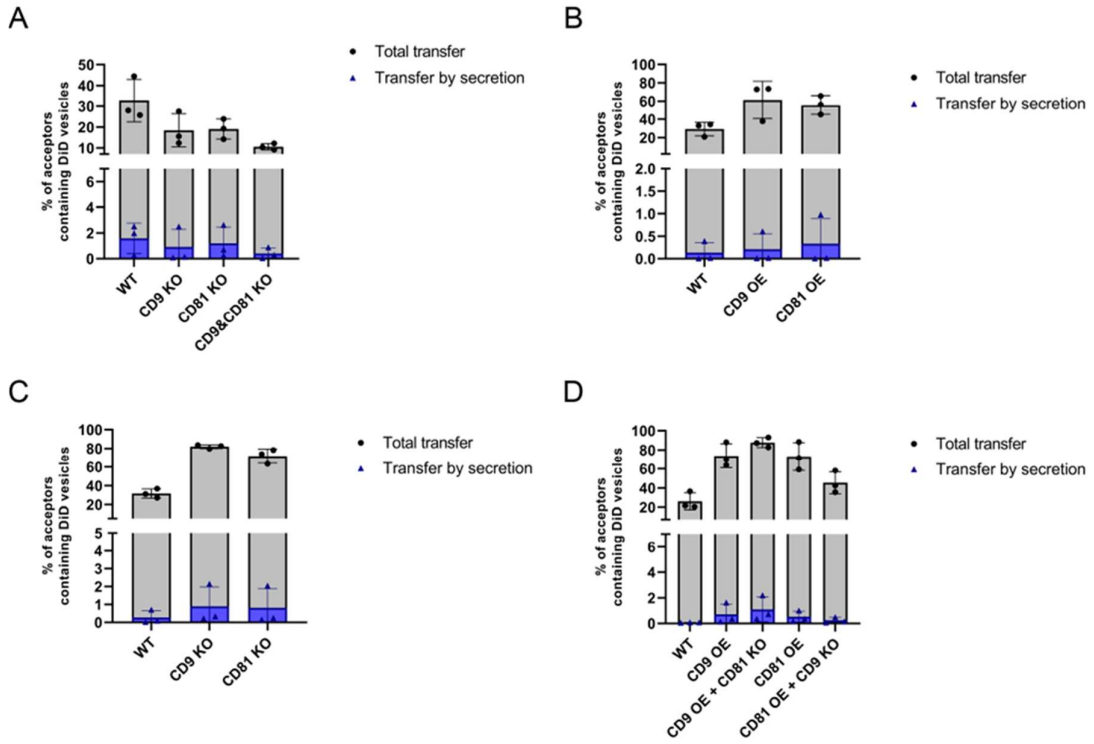 A
% of acceptors
containing DiD vesicles
50
40
30
20
10
6
4
2
0
WT
CD9 KO
CD81 KO
CD9&CD81 KO
Total transfer
Transfer by secretion
B
% of acceptors
containing DiD vesicles
100
80
60
40
20
2.0
1.5
1.0
0.5
0.0
WT
CD9 OE
CD81 OE
Total transfer
Transfer by secretion
C
% of acceptors
containing DiD vesicles
100
80
60
40
20
5
4
3
2
1
0
WT
CD9 KO
CD81 KO
Total transfer
Transfer by secretion
D
% of acceptors
containing DiD vesicles
100
80
60
40
20
6
4
2
0
WT
CD9 OE
CD9 OE + CD81 KO
CD81 OE
CD81 OE + CD9 KO
Total transfer
Transfer by secretion